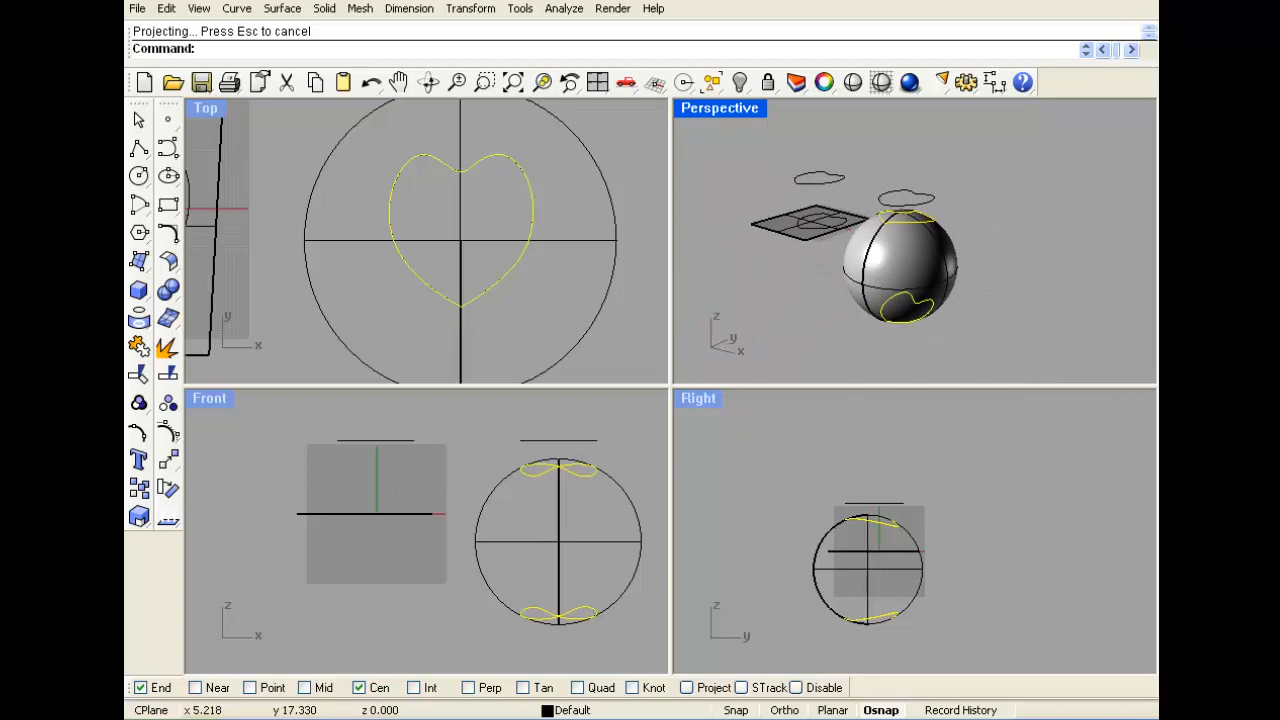 File Edit View Curve Surface Solid Mesh Dimension Transform Tools Analyze Render Help
Projecting... Press Esc to cancel
Command:
Top
Perspective
y
x
z
y
x
Front
Right
z
x
z
y
End Near Point Mid Cen Int Perp Tan Quad Knot Project STrack Disable
CPlane x 5.218 y 17.330 z 0.000 Default Snap Ortho Planar Osnap Record History